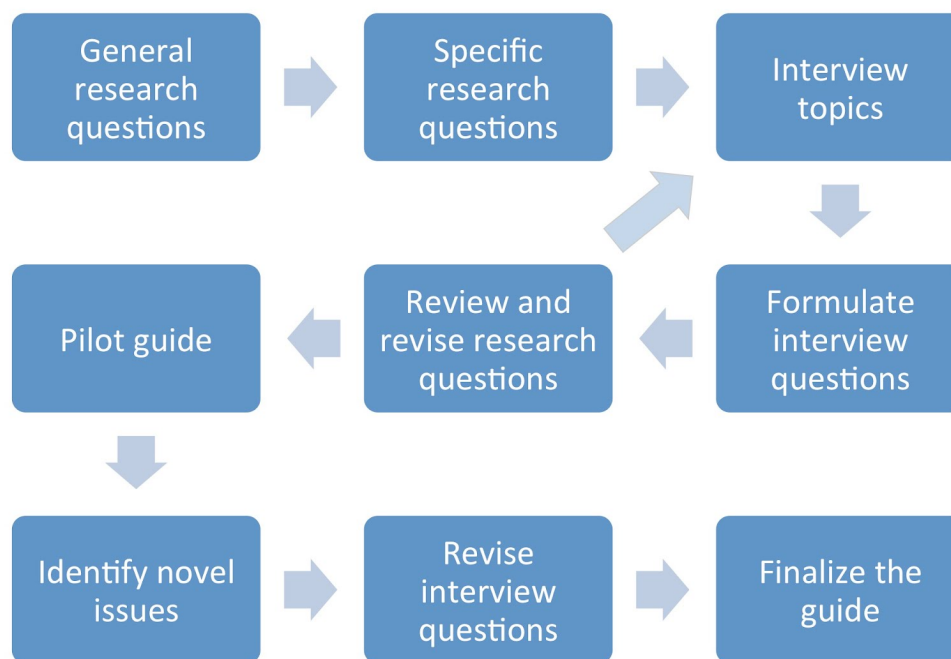 General
research
questions
Specific
research
questions
Interview
topics
Formulate
interview
questions
Review and
revise research
questions
Pilot guide
Identify novel
issues
Revise
interview
questions
Finalize the
guide